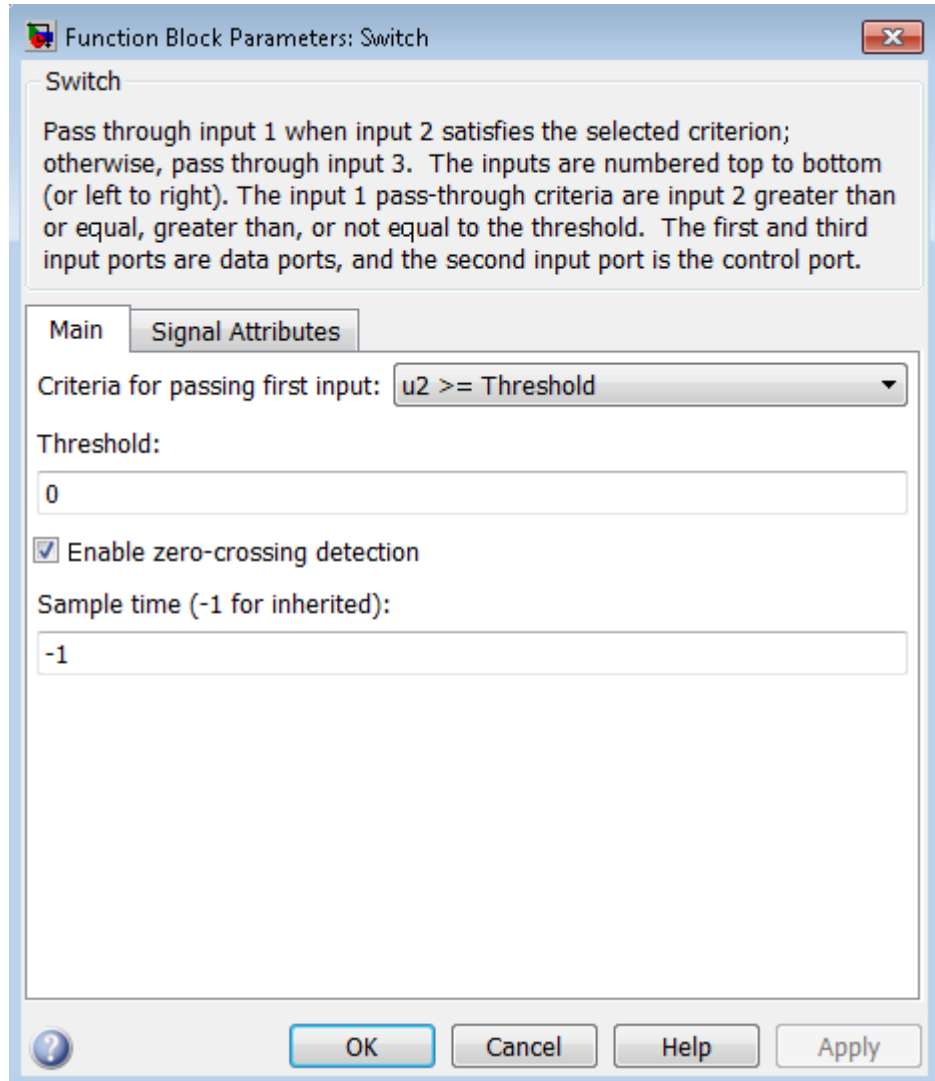 Function Block Parameters: Switch
Switch
Pass through input 1 when input 2 satisfies the selected criterion;
otherwise, pass through input 3.  The inputs are numbered top to bottom
(or left to right). The input 1 pass-through criteria are input 2 greater than
or equal, greater than, or not equal to the threshold.  The first and third
input ports are data ports, and the second input port is the control port.
Main Signal Attributes
Criteria for passing first input: u2 >= Threshold
Threshold:
0
Enable zero-crossing detection
Sample time (-1 for inherited):
-1
? OK Cancel Help Apply